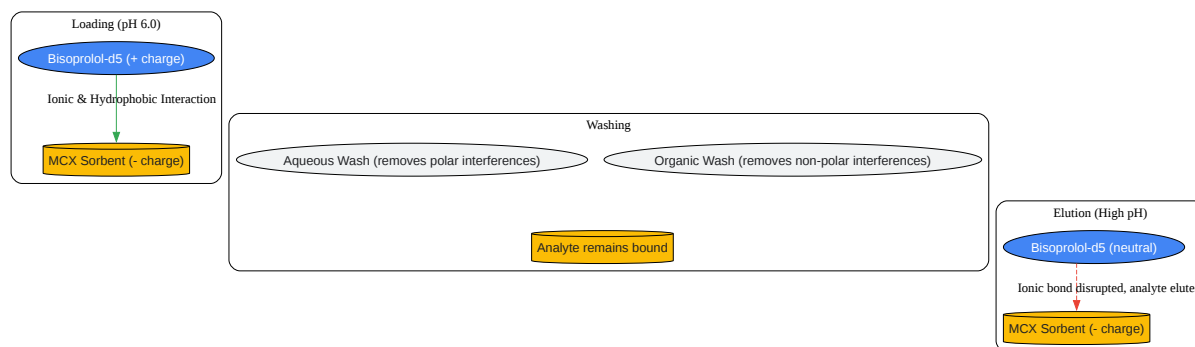 Loading (pH 6.0)
Bisoprolol-d5 (+ charge)
Ionic & Hydrophobic Interaction
MCX Sorbent (- charge)
Washing
Aqueous Wash (removes polar interferences)
Organic Wash (removes non-polar interferences)
Analyte remains bound
Elution (High pH)
Bisoprolol-d5 (neutral)
Ionic bond disrupted, analyte elute
MCX Sorbent (- charge)